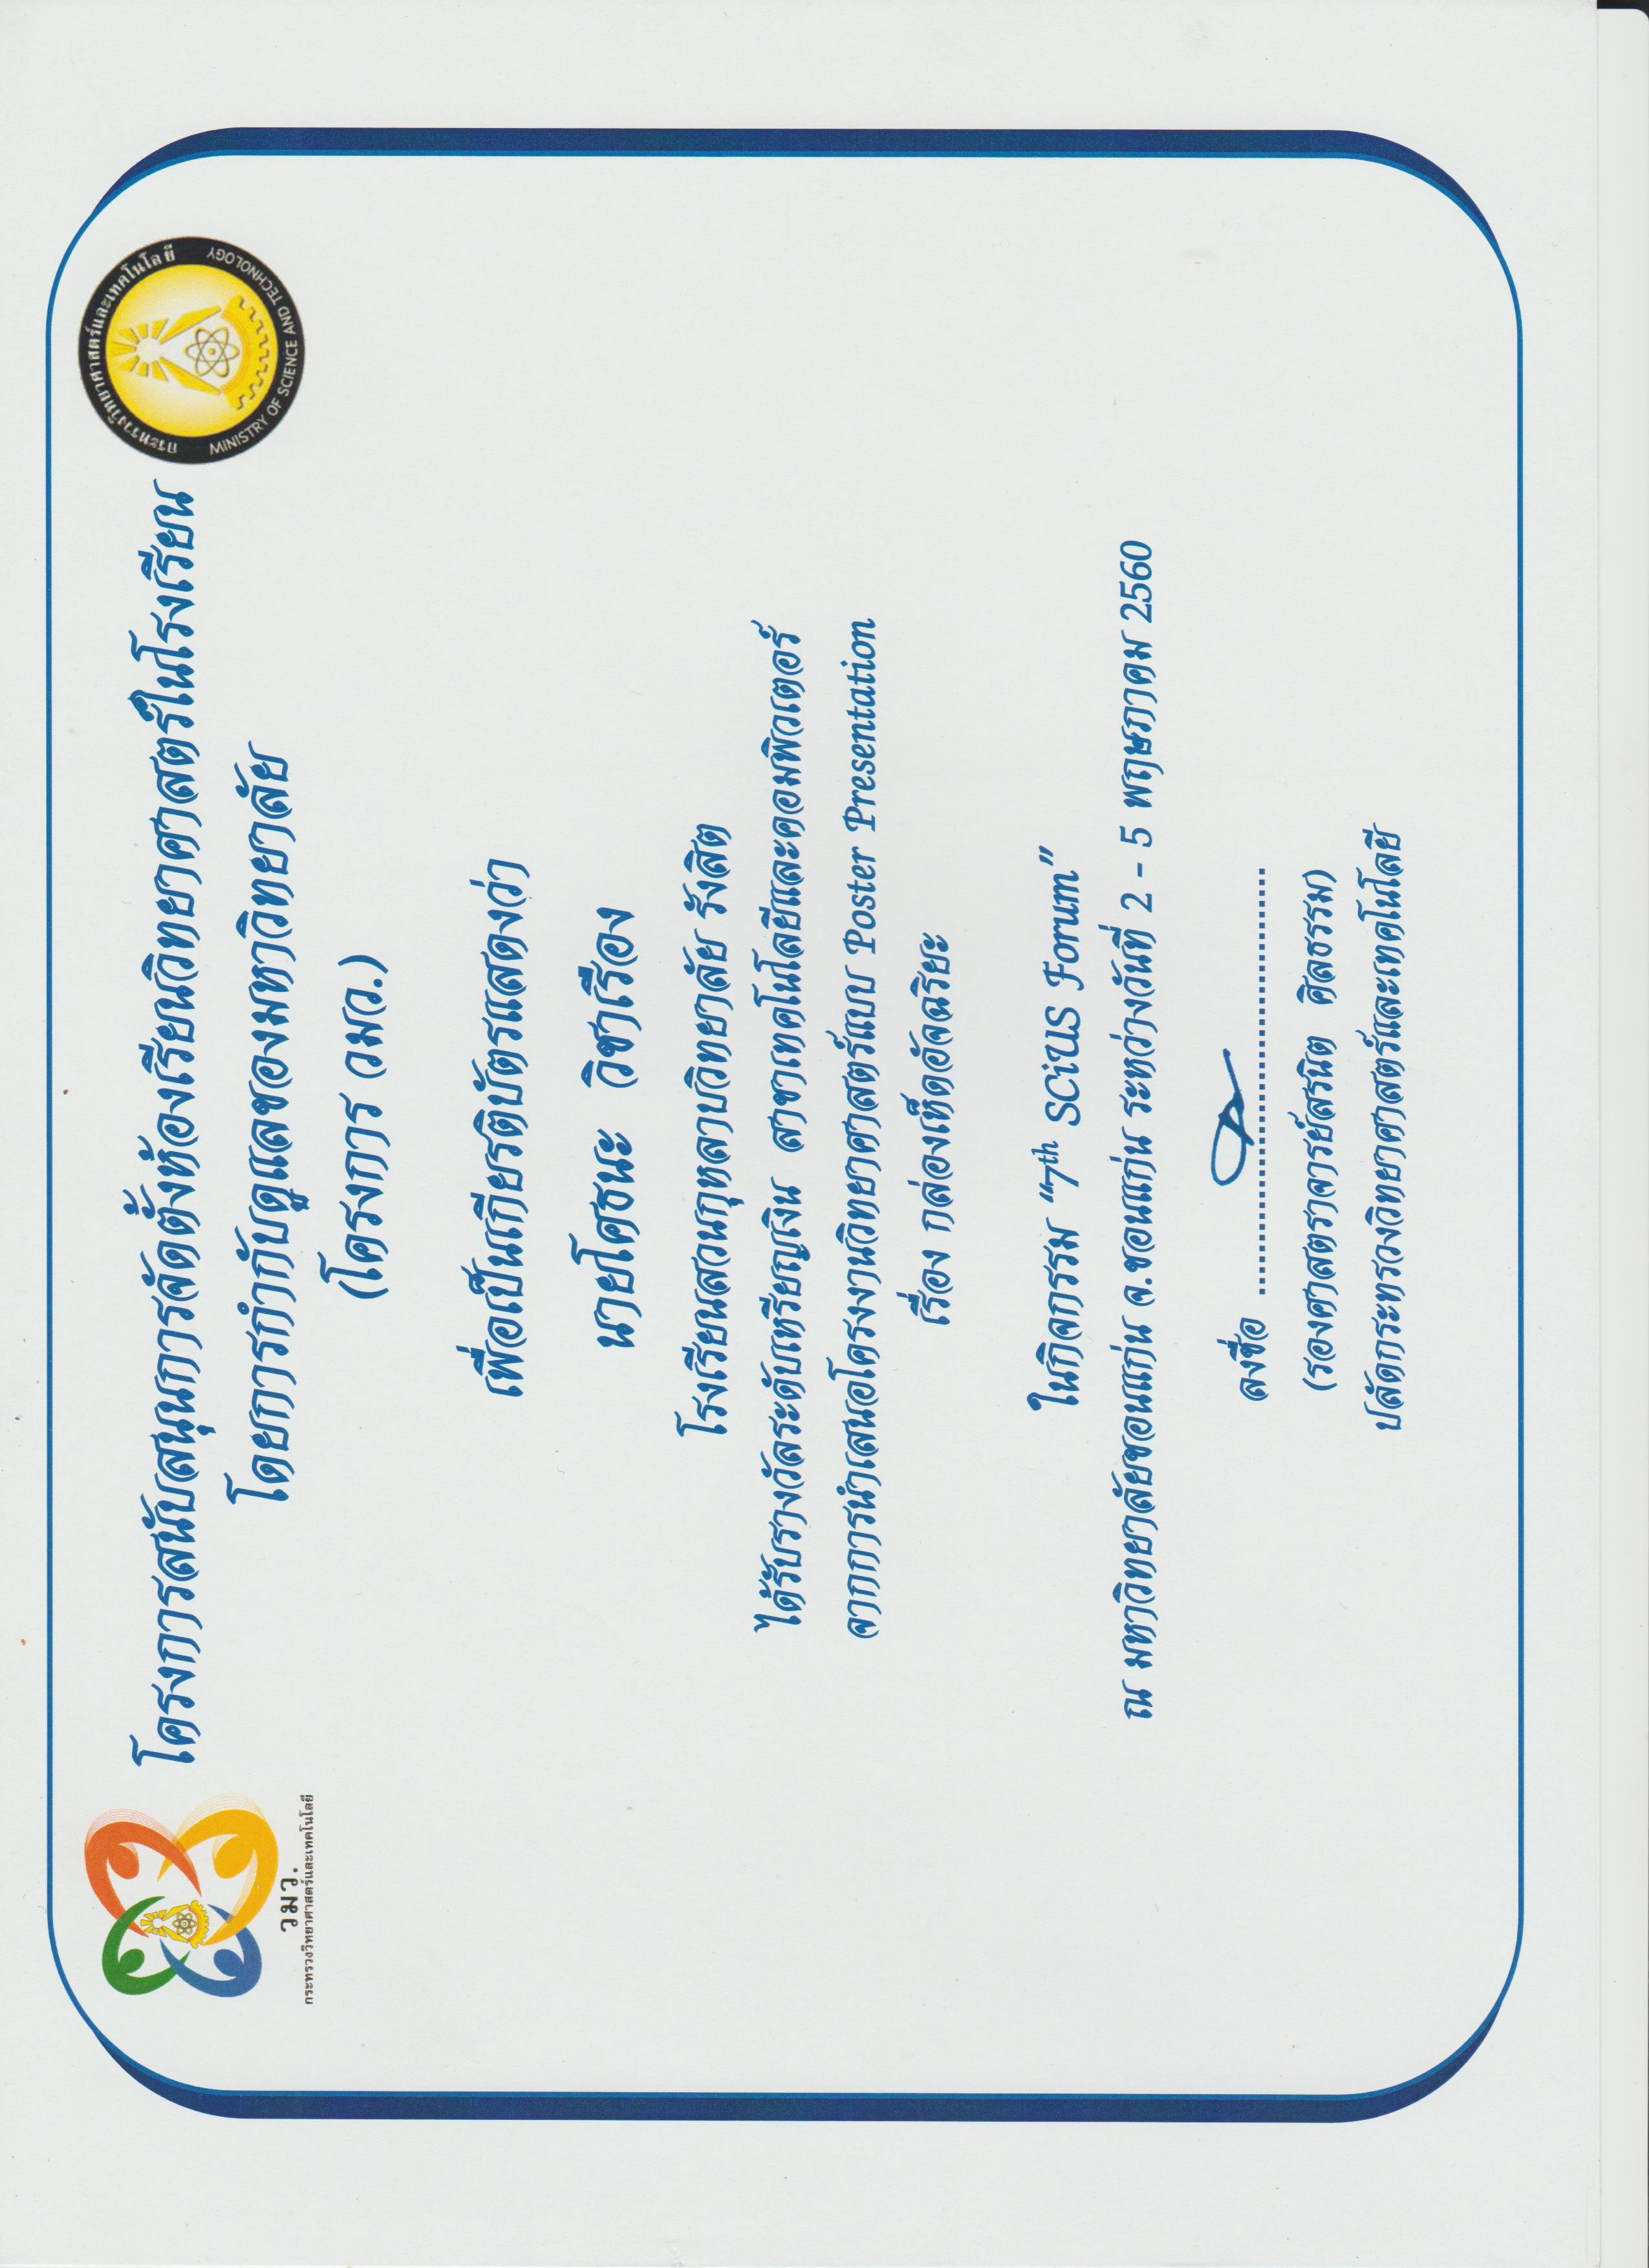 วมว.
กระทรวงวิทยาศาสตร์และเทคโนโลยี
กระทรวงวิทยาศาสตร์และเทคโนโลยี
MINISTRY OF SCIENCE AND TECHNOLOGY
โครงการสนับสนุนการจัดตั้งห้องเรียนวิทยาศาสตร์ในโรงเรียน
โดยการกำกับดูแลของมหาวิทยาลัย
(โครงการ วมว.)
เพื่อเป็นเกียรติบัตรแสดงว่า
นายโศธนะ วิชาเรือง
โรงเรียนสวนกุหลาบวิทยาลัย รังสิต
ได้รับรางวัลระดับเหรียญเงิน สาขาเทคโนโลยีและคอมพิวเตอร์
จากการนำเสนอโครงงานวิทยาศาสตร์แบบ Poster Presentation
เรื่อง กล่องเห็ดอัจฉริยะ
ในกิจกรรม “7th SCiUS Forum”
ณ มหาวิทยาลัยขอนแก่น จ.ขอนแก่น ระหว่างวันที่ 2 - 5 พฤษภาคม 2560
ลงชื่อ ........................................
(รองศาสตราจารย์สรนิต ศิลธรรม)
ปลัดกระทรวงวิทยาศาสตร์และเทคโนโลยี